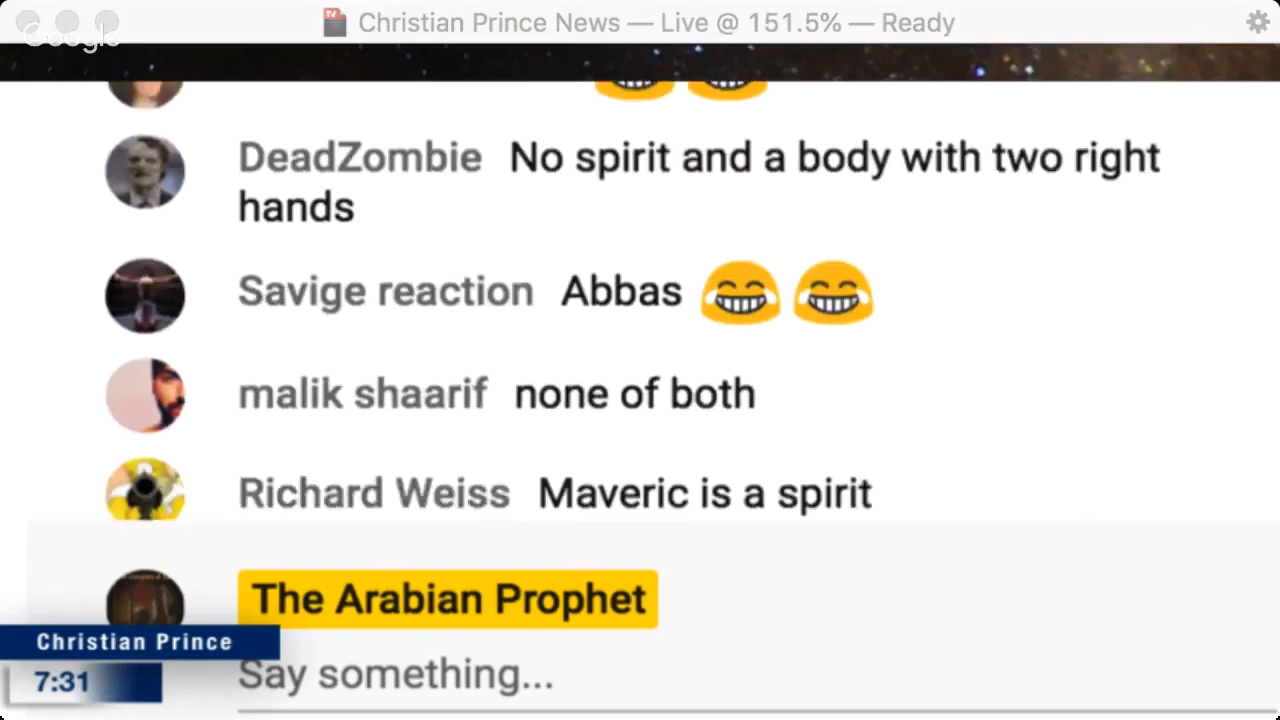 Christian Prince News — Live @ 151.5% — Ready
Google
DeadZombie No spirit and a body with two right
hands
Savige reaction Abbas 😂 😂
malik shaarif none of both
Richard Weiss Maveric is a spirit
The Arabian Prophet
Christian Prince
Say something...
7:31